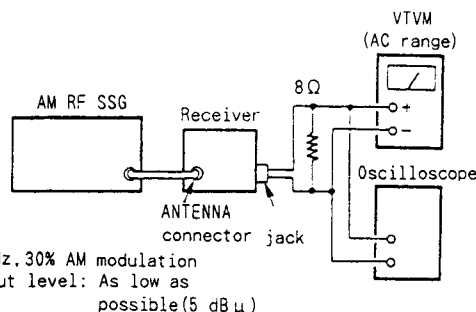 VTVM
(AC range)
8Ω
AM RF SSG
Receiver
+
−
Oscilloscope
ANTENNA
connector jack
30% AM modulation
level: As low as
possible(5 dBμ)